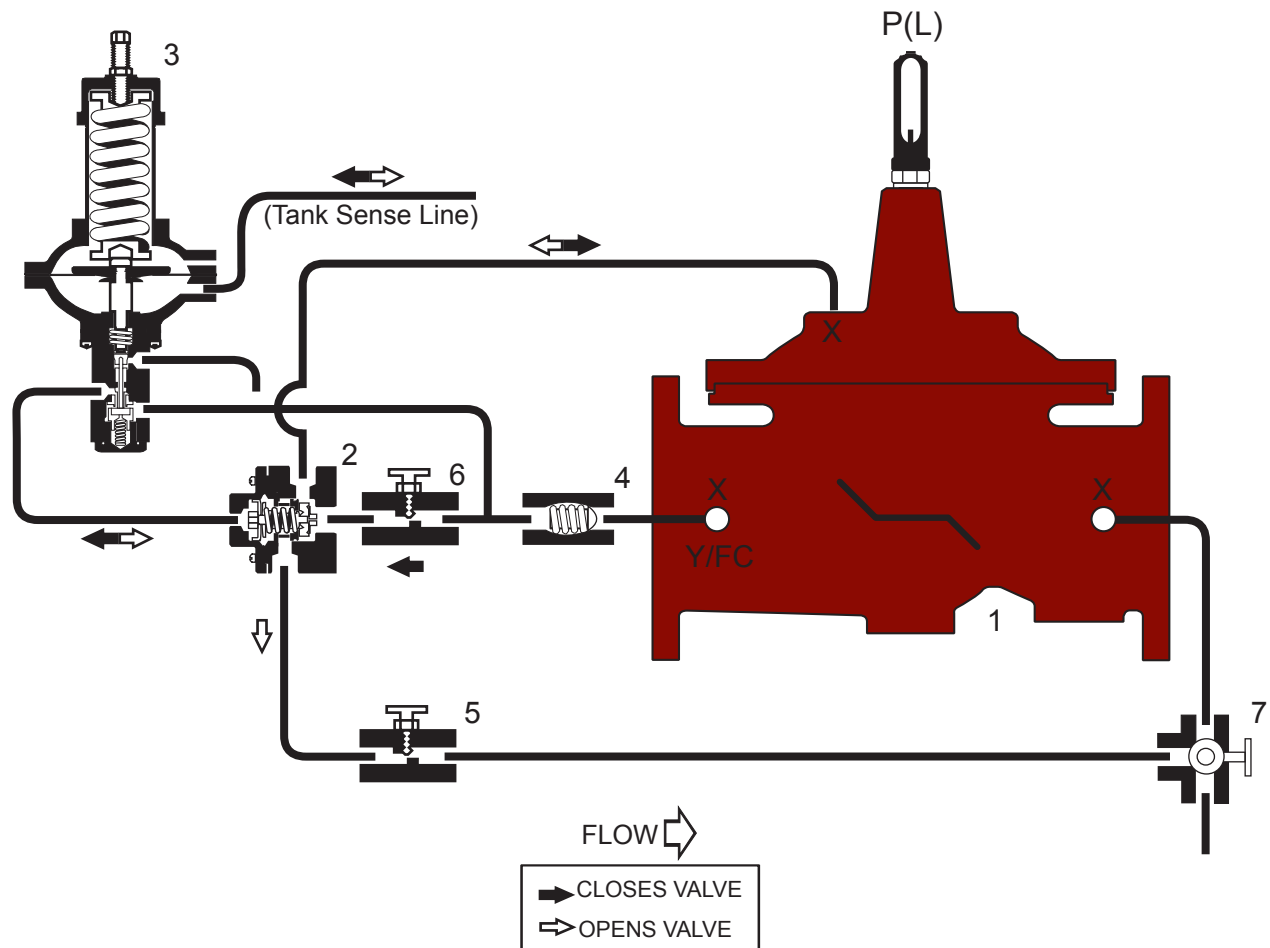 P(L)
3
(Tank Sense Line)
X
2
6
4
X
X
Y/FC
1
5
7
FLOW
CLOSES VALVE
OPENS VALVE